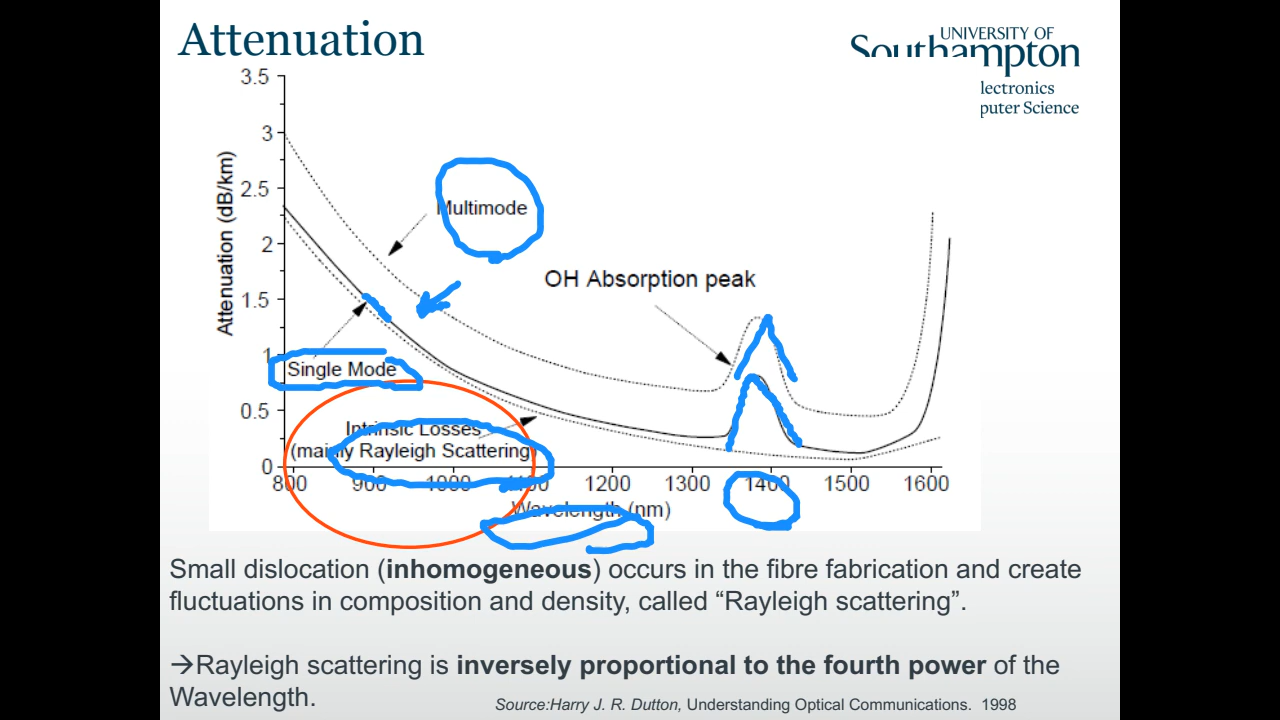 Attenuation
UNIVERSITY OF
Southampton
lectronics
puter Science
3.5
3
2.5
2
1.5
1
0.5
0
Attenuation (dB/km)
Multimode
OH Absorption peak
Single Mode
Intrinsic Losses
(mainly Rayleigh Scattering)
800 900 1000 1100 1200 1300 1400 1500 1600
Wavelength (nm)
Small dislocation (inhomogeneous) occurs in the fibre fabrication and create
fluctuations in composition and density, called “Rayleigh scattering”.
→Rayleigh scattering is inversely proportional to the fourth power of the
Wavelength.
Source:Harry J. R. Dutton, Understanding Optical Communications. 1998